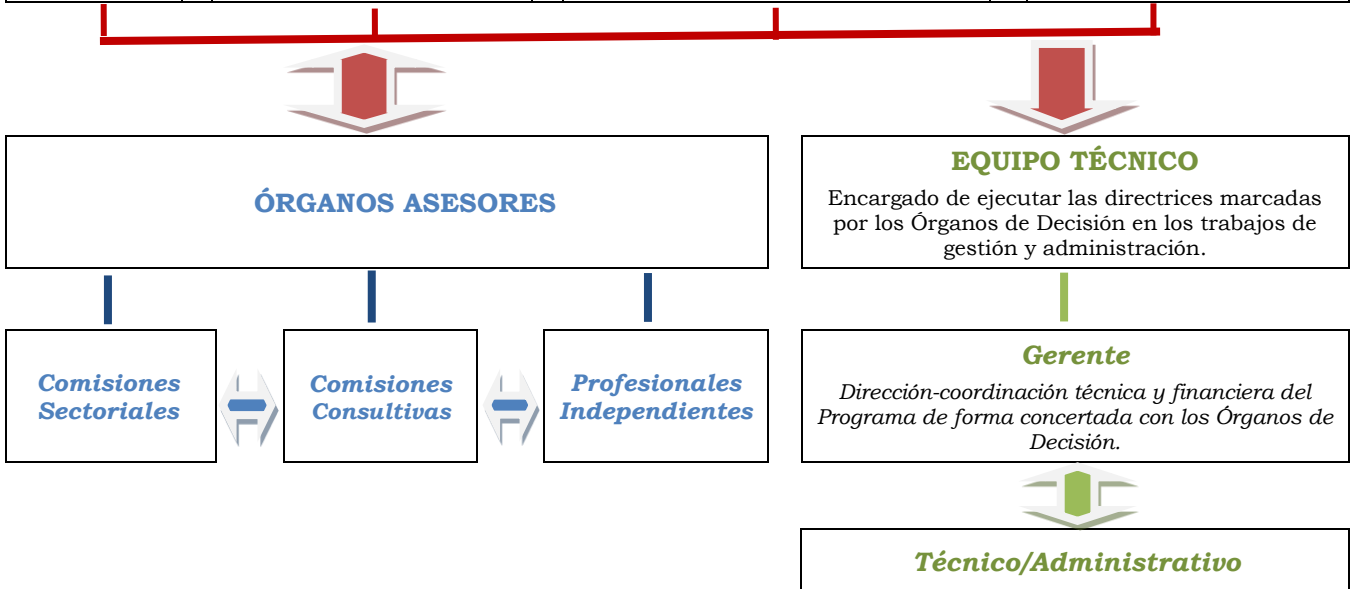 ÓRGANOS ASESORES
EQUIPO TÉCNICO
Encargado de ejecutar las directrices marcadas
por los Órganos de Decisión en los trabajos de
gestión y administración.
Comisiones
Sectoriales
Comisiones
Consultivas
Profesionales
Independientes
Gerente
Dirección-coordinación técnica y financiera del
Programa de forma concertada con los Órganos de
Decisión.
Técnico/Administrativo